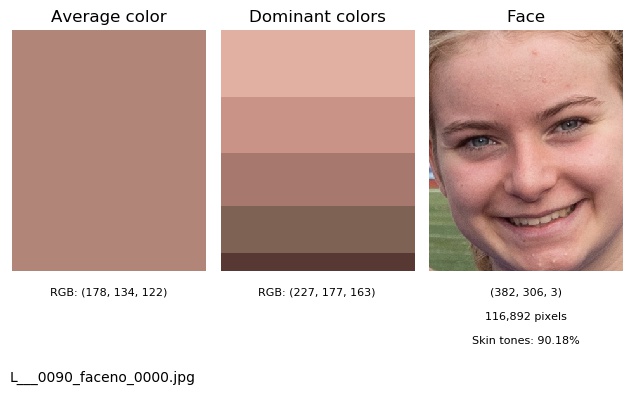 Average color
Dominant colors
Face
RGB: (178, 134, 122)
RGB: (227, 177, 163)
(382, 306, 3)
116,892 pixels
Skin tones: 90.18%
L___0090_faceno_0000.jpg